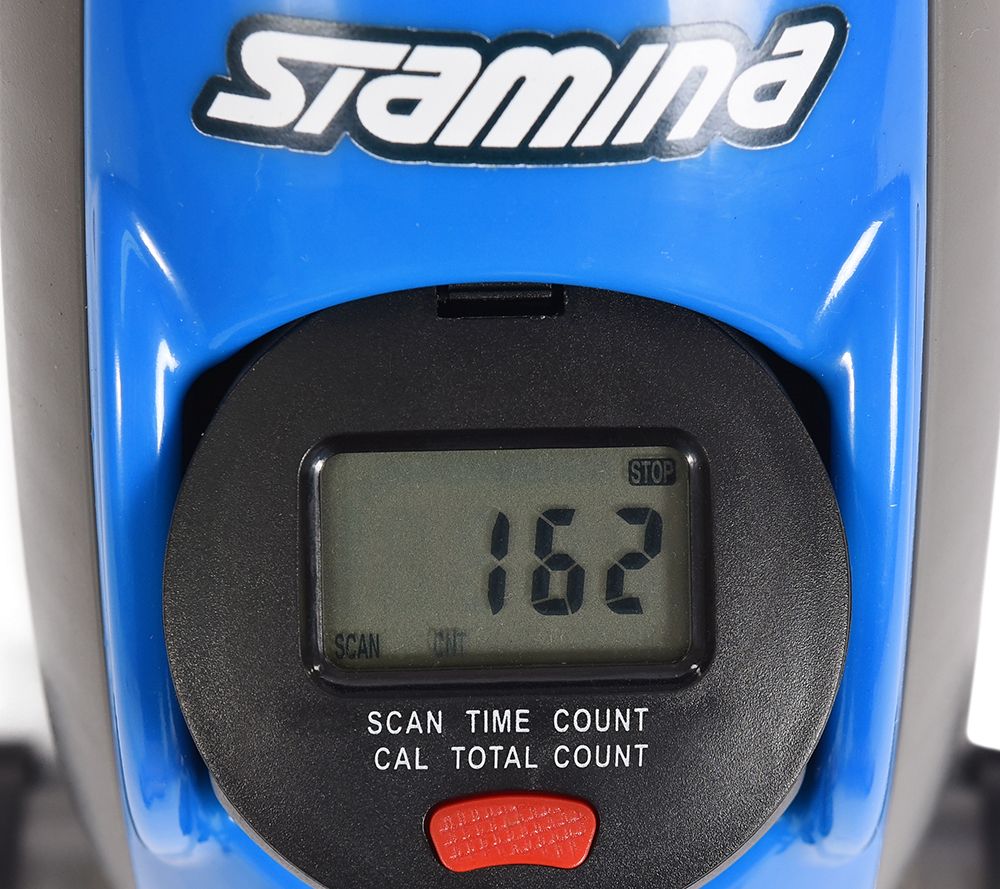 STAMINA
STOP
162
SCAN CNT
SCAN TIME COUNT
CAL TOTAL COUNT